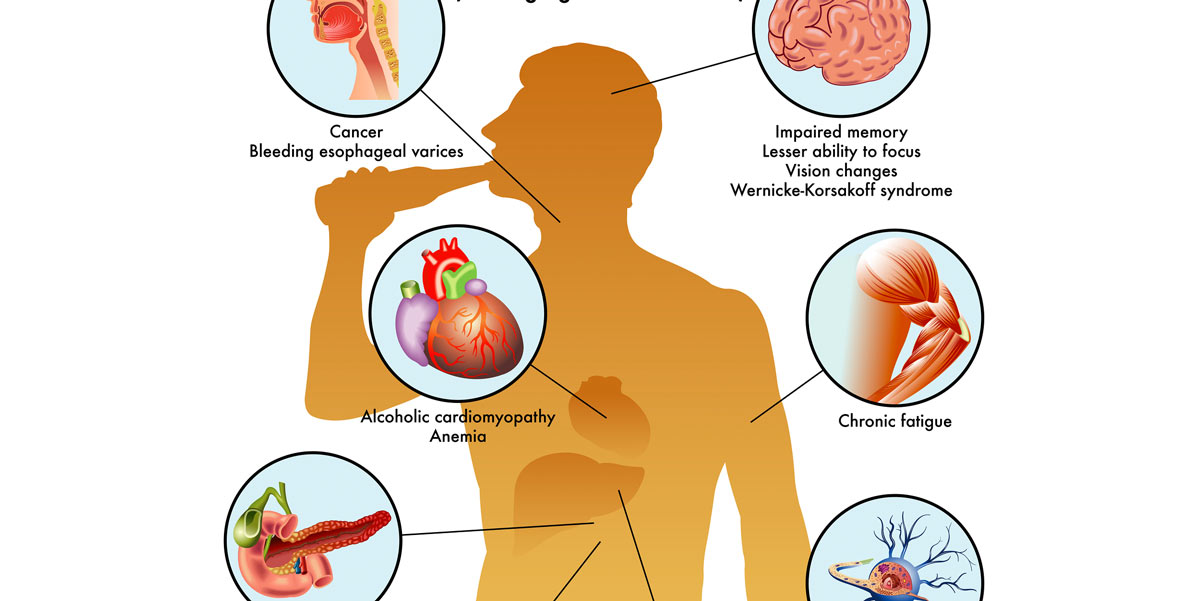 Cancer
Bleeding esophageal varices
Impaired memory
Lesser ability to focus
Vision changes
Wernicke-Korsakoff syndrome
Alcoholic cardiomyopathy
Anemia
Chronic fatigue